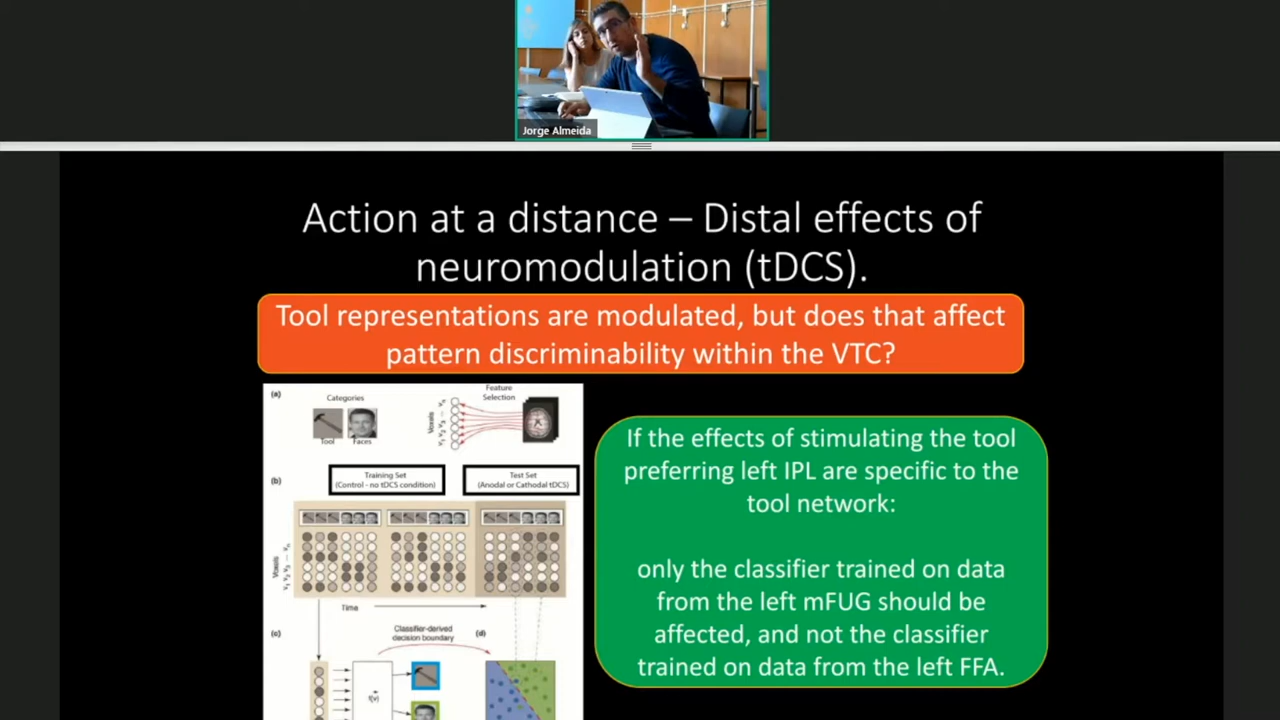 Jorge Almeida
Action at a distance – Distal effects of
neuromodulation (tDCS).
Tool representations are modulated, but does that affect
pattern discriminability within the VTC?
(a)
Categories
Tool
Faces
Feature
Selection
Voxels
(b)
Training Set
(Control - no tDCS condition)
Test Set
(Anodal or Cathodal tDCS)
Voxels
Time
(c)
Classifier-derived
decision boundary
(d)
If the effects of stimulating the tool
preferring left IPL are specific to the
tool network:
only the classifier trained on data
from the left mFUG should be
affected, and not the classifier
trained on data from the left FFA.